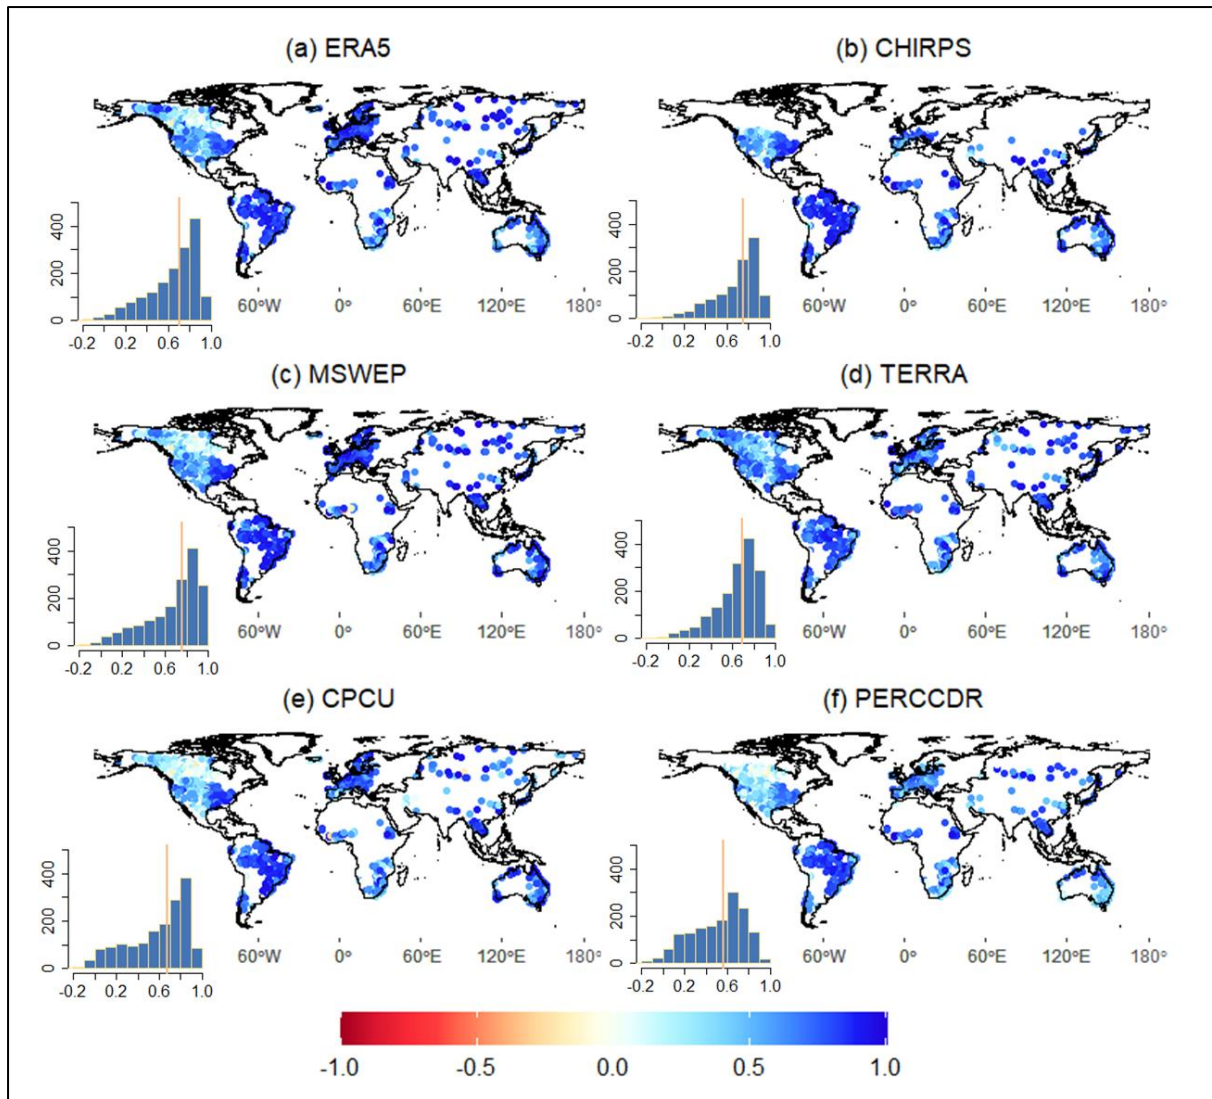 (a) ERA5
(b) CHIRPS
400
200
0
-0.2 0.2 0.6 1.0
60°W 0° 60°E 120°E 180°
400
200
0
-0.2 0.2 0.6 1.0
60°W 0° 60°E 120°E 180°
(c) MSWEP
(d) TERRA
400
200
0
-0.2 0.2 0.6 1.0
60°W 0° 60°E 120°E 180°
400
200
0
-0.2 0.2 0.6 1.0
60°W 0° 60°E 120°E 180°
(e) CPCU
(f) PERCCDR
400
200
0
-0.2 0.2 0.6 1.0
60°W 0° 60°E 120°E 180°
400
200
0
-0.2 0.2 0.6 1.0
60°W 0° 60°E 120°E 180°
-1.0 -0.5 0.0 0.5 1.0